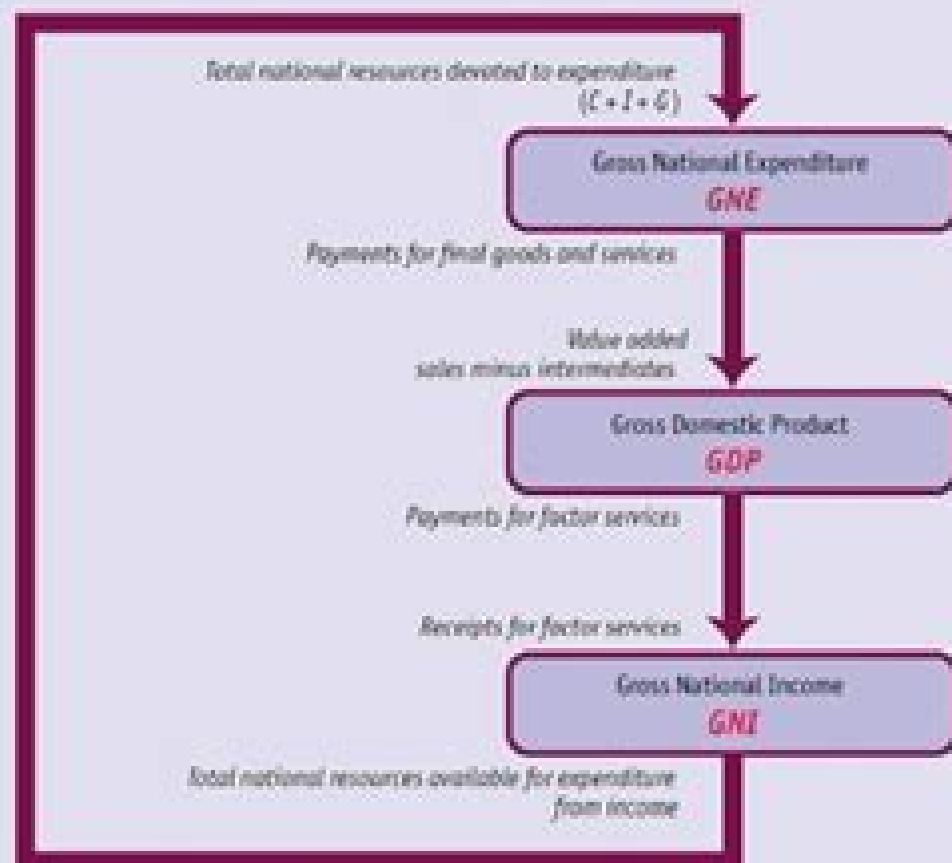 Total national resources devoted to expenditure
(C + I + G)
Gross National Expenditure
GNE
Payments for final goods and services
Value added
sales minus intermediates
Gross Domestic Product
GDP
Payments for factor services
Receipts for factor services
Gross National Income
GNI
Total national resources available for expenditure
from income